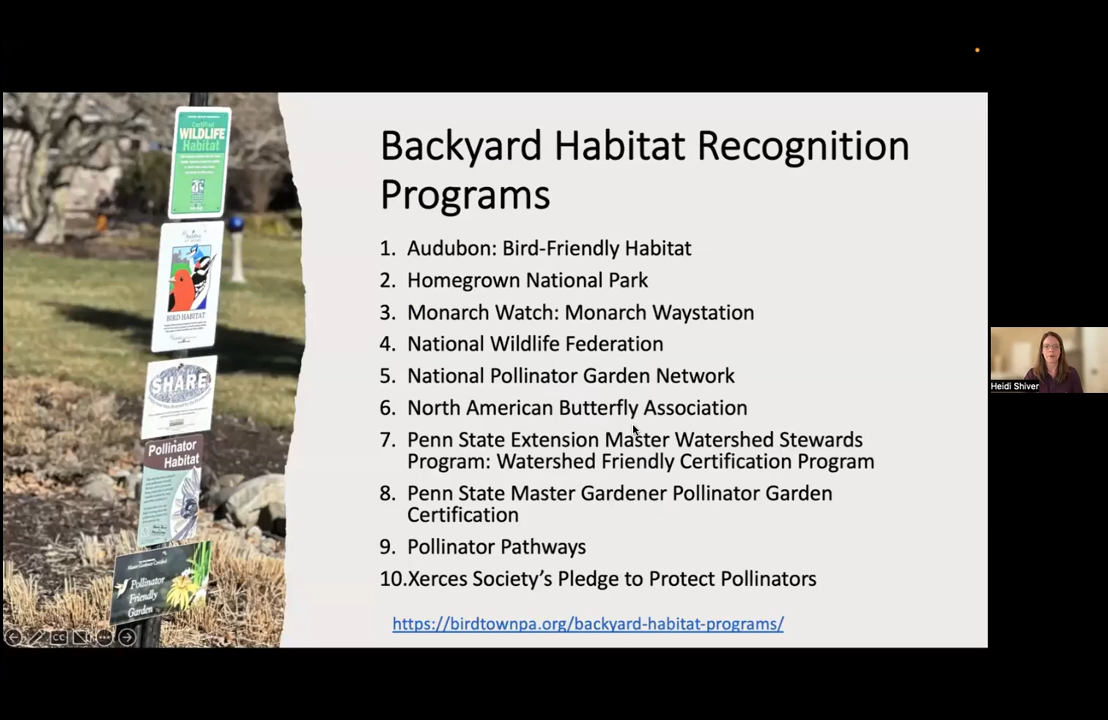 Certified
WILDLIFE
Habitat
BIRD HABITAT
SHARE
Pollinator
Habitat
Pollinator
Friendly
Garden
Backyard Habitat Recognition
Programs
1. Audubon: Bird-Friendly Habitat
2. Homegrown National Park
3. Monarch Watch: Monarch Waystation
4. National Wildlife Federation
5. National Pollinator Garden Network
6. North American Butterfly Association
7. Penn State Extension Master Watershed Stewards
Program: Watershed Friendly Certification Program
8. Penn State Master Gardener Pollinator Garden
Certification
9. Pollinator Pathways
10.Xerces Society’s Pledge to Protect Pollinators
https://birdtownpa.org/backyard-habitat-programs/
CC
Heidi Shiver